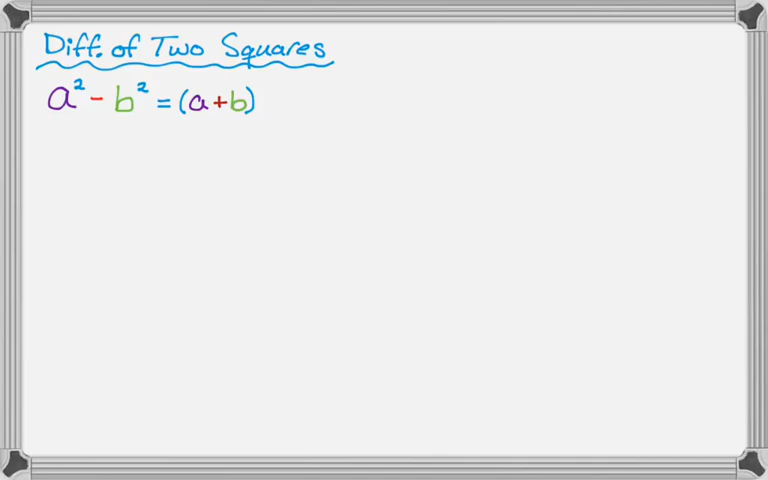 Diff. of Two Squares
a² - b² = (a + b)